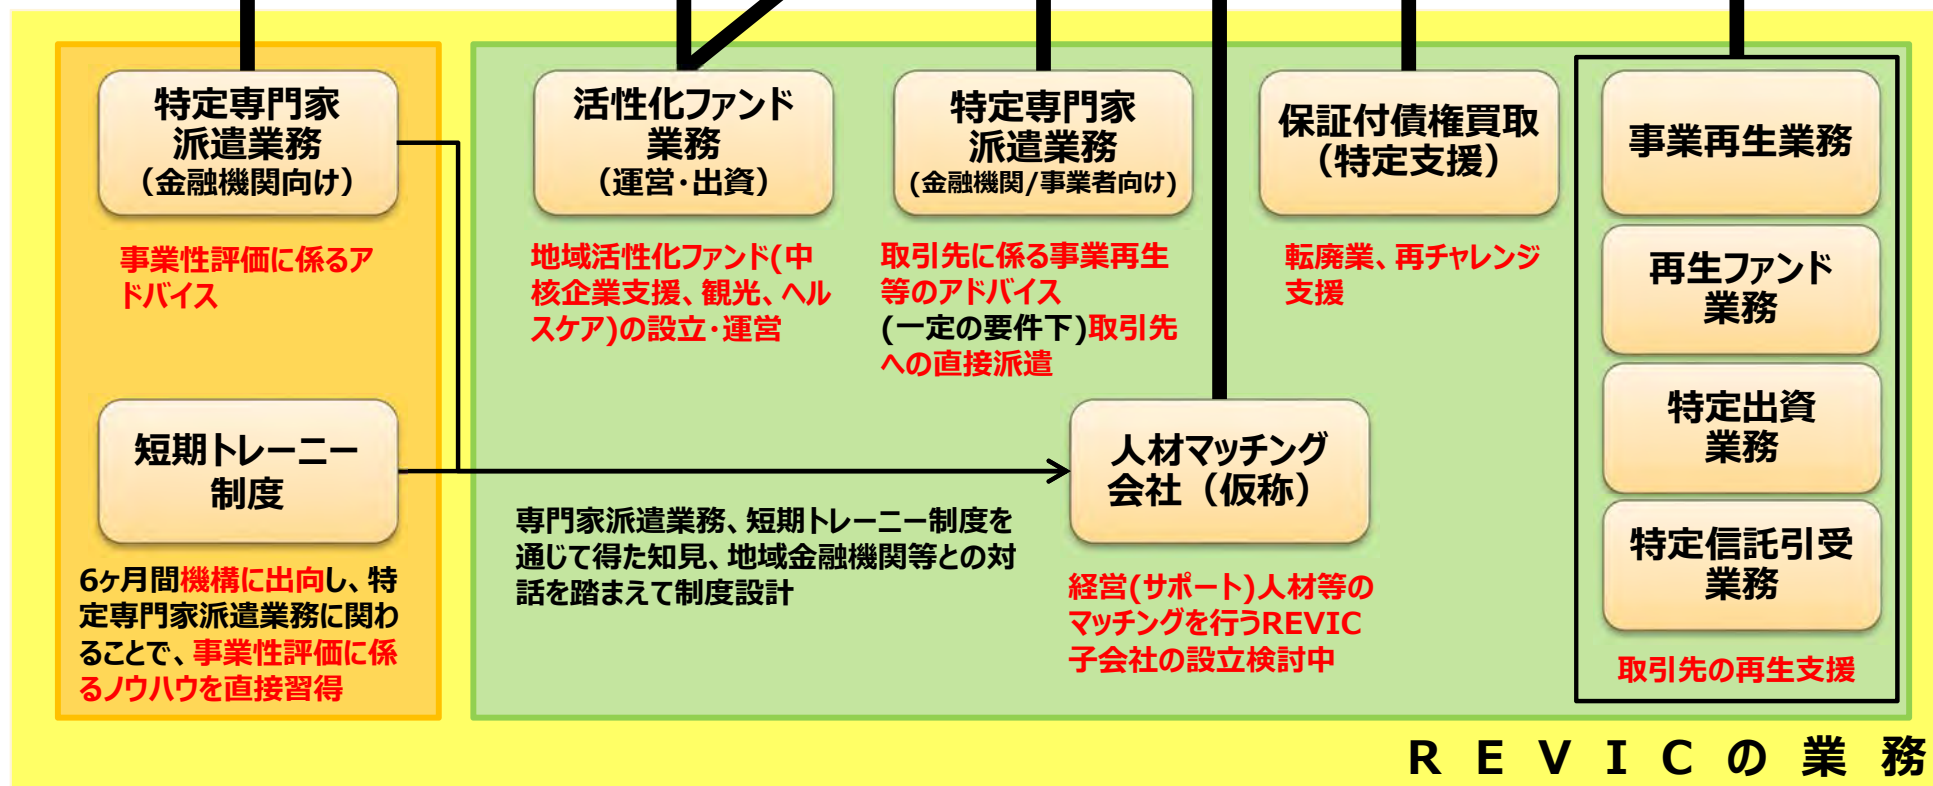 特定専門家
派遣業務
（金融機関向け）
事業性評価に係るア
ドバイス
短期トレーニー
制度
6ヶ月間機構に出向し、特
定専門家派遣業務に関わ
ることで、事業性評価に係
るノウハウを直接習得
活性化ファンド
業務
（運営・出資）
地域活性化ファンド(中
核企業支援、観光、ヘル
スケア)の設立・運営
特定専門家
派遣業務
(金融機関/事業者向け)
取引先に係る事業再生
等のアドバイス
(一定の要件下)取引先
への直接派遣
専門家派遣業務、短期トレーニー制度を
通じて得た知見、地域金融機関等との対
話を踏まえて制度設計
人材マッチング
会社（仮称）
経営(サポート)人材等の
マッチングを行うREVIC
子会社の設立検討中
保証付債権買取
（特定支援）
転廃業、再チャレンジ
支援
事業再生業務
再生ファンド
業務
特定出資
業務
特定信託引受
業務
取引先の再生支援
ＲＥＶＩＣの業務